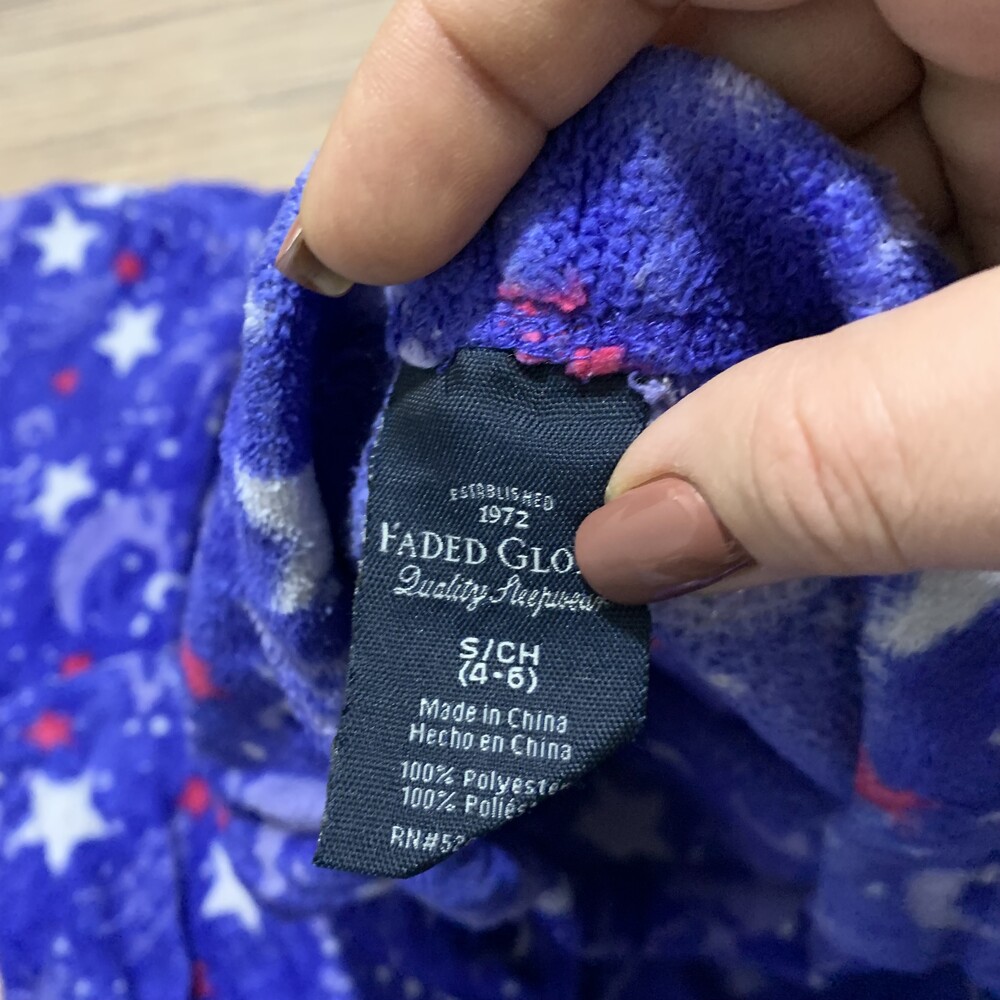 ESTABLISHED
1972
FADED GLO
Quality Sleepwear
S/CH
(4-6)
Made in China
Hecho en China
100% Polyeste
100% Poliés
RN#52